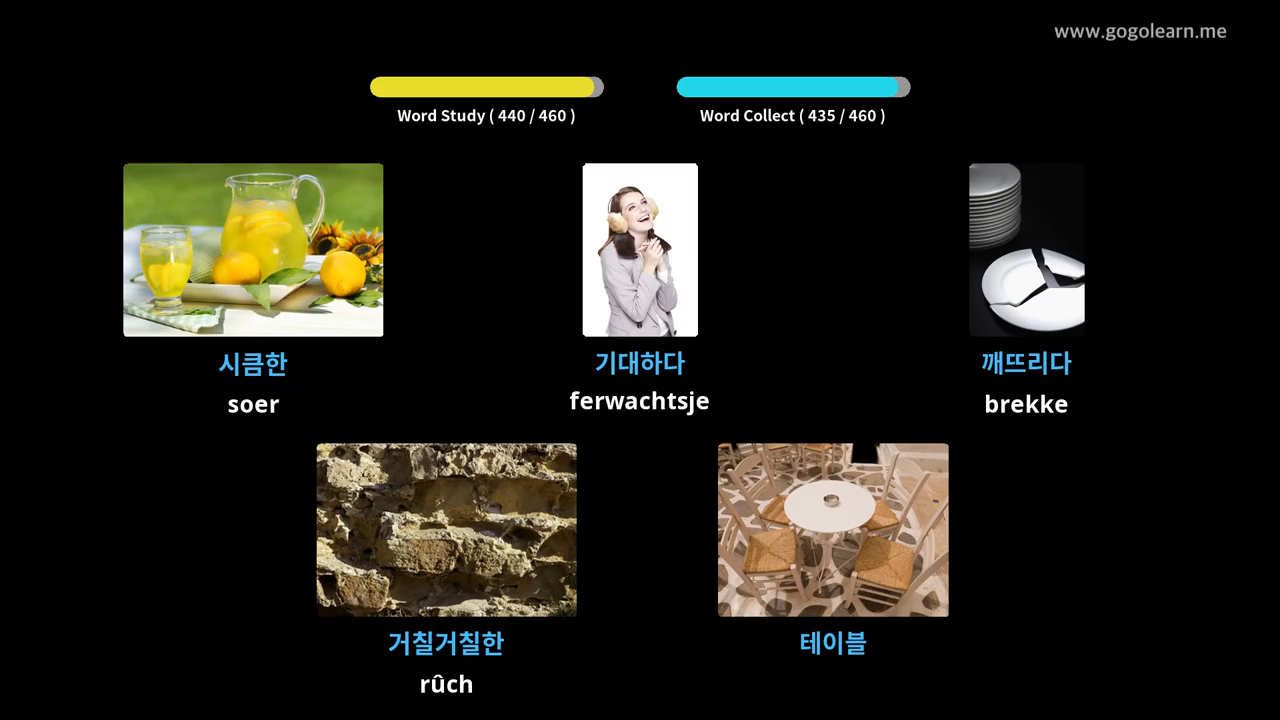 www.gogolearn.me
Word Study ( 440 / 460 )
Word Collect ( 435 / 460 )
시큼한
soer
기대하다
ferwachtsje
깨뜨리다
brekke
거칠거칠한
rûch
테이블